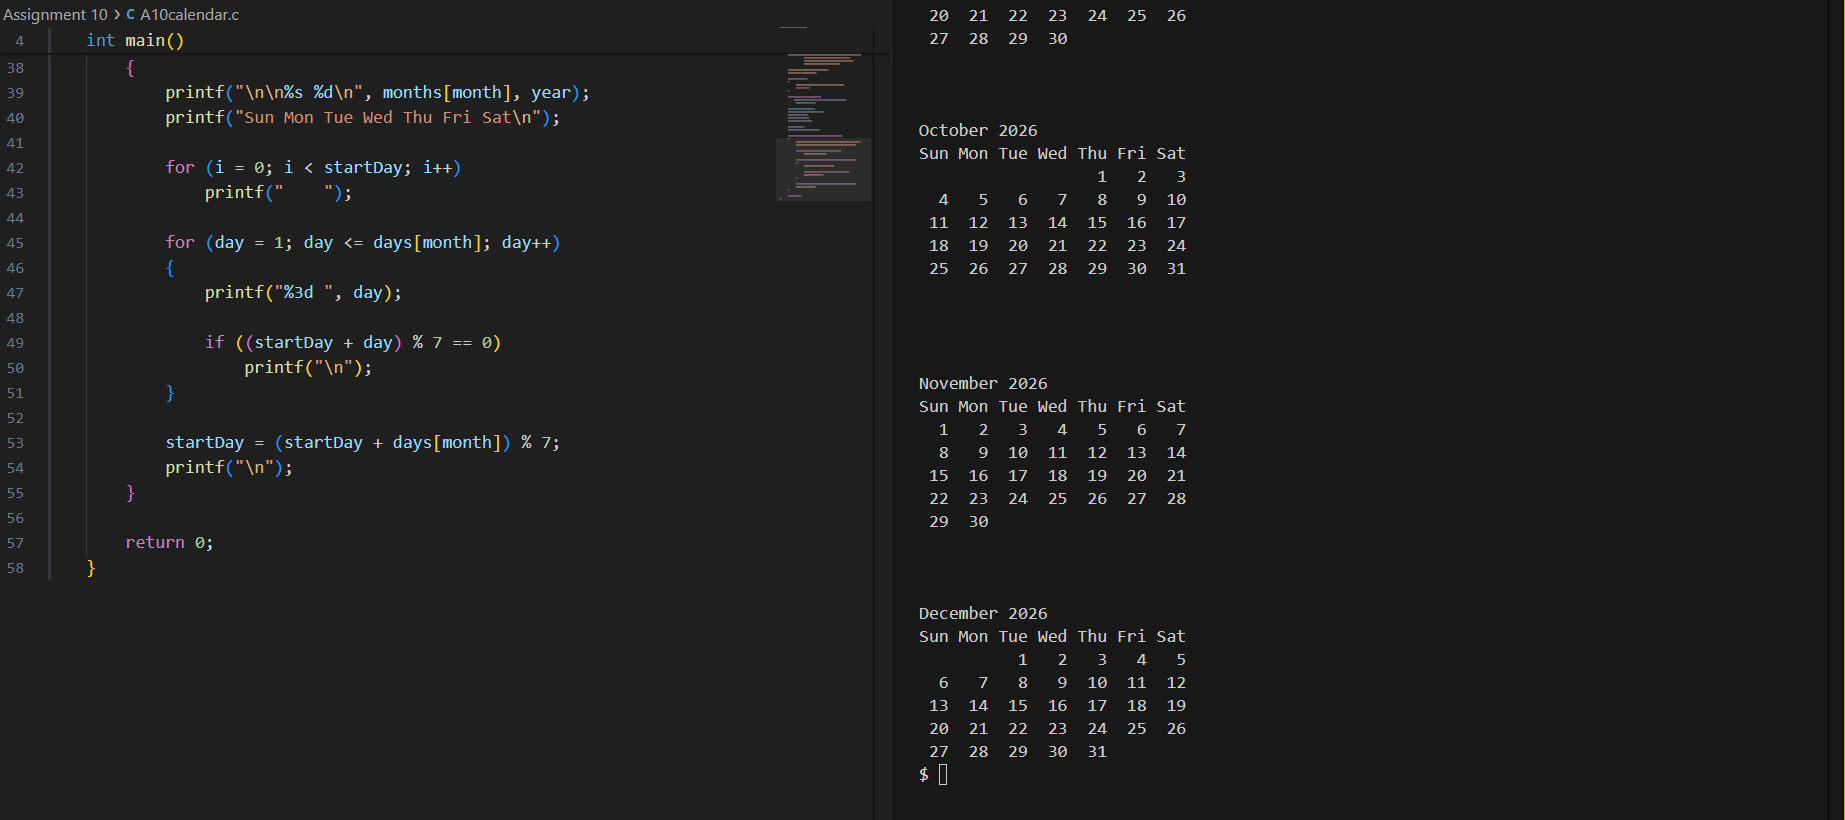 Assignment 10 > C A10calendar.c
4 int main()
38 {
39 printf("\n\n%s %d\n", months[month], year);
40 printf("Sun Mon Tue Wed Thu Fri Sat\n");
41
42 for (i = 0; i < startDay; i++)
43 printf("    ");
44
45 for (day = 1; day <= days[month]; day++)
46 {
47 printf("%3d ", day);
48
49 if ((startDay + day) % 7 == 0)
50 printf("\n");
51 }
52
53 startDay = (startDay + days[month]) % 7;
54 printf("\n");
55 }
56
57 return 0;
58 }
20 21 22 23 24 25 26
27 28 29 30
October 2026
Sun Mon Tue Wed Thu Fri Sat
1 2 3
4 5 6 7 8 9 10
11 12 13 14 15 16 17
18 19 20 21 22 23 24
25 26 27 28 29 30 31
November 2026
Sun Mon Tue Wed Thu Fri Sat
1 2 3 4 5 6 7
8 9 10 11 12 13 14
15 16 17 18 19 20 21
22 23 24 25 26 27 28
29 30
December 2026
Sun Mon Tue Wed Thu Fri Sat
1 2 3 4 5
6 7 8 9 10 11 12
13 14 15 16 17 18 19
20 21 22 23 24 25 26
27 28 29 30 31
$